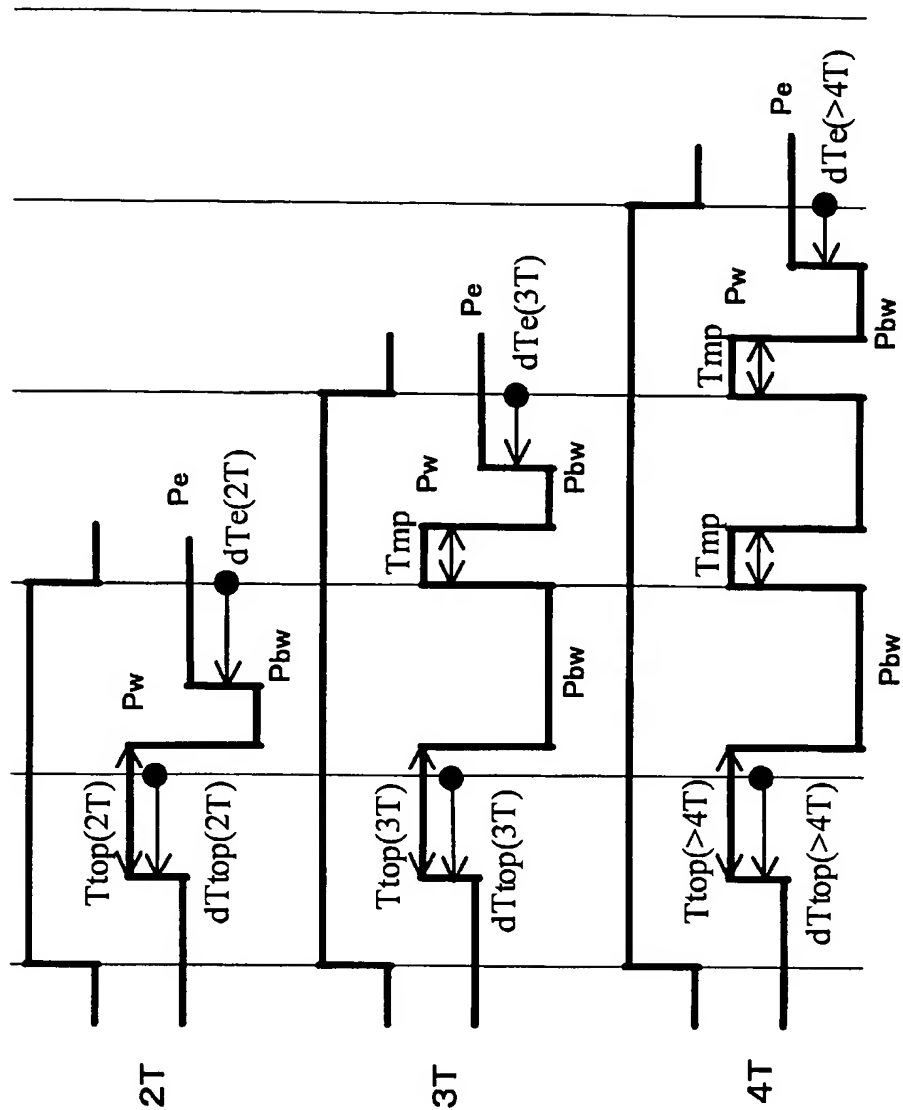 2T
Ttop(2T)
dTtop(2T)
Pw
Pbw
Pe
dTe(2T)
3T
Ttop(3T)
dTtop(3T)
Pbw
Tmp
Pw
Pbw
Pe
dTe(3T)
4T
Ttop(>4T)
dTtop(>4T)
Pbw
Tmp
Tmp
Pw
Pbw
Pe
dTe(>4T)